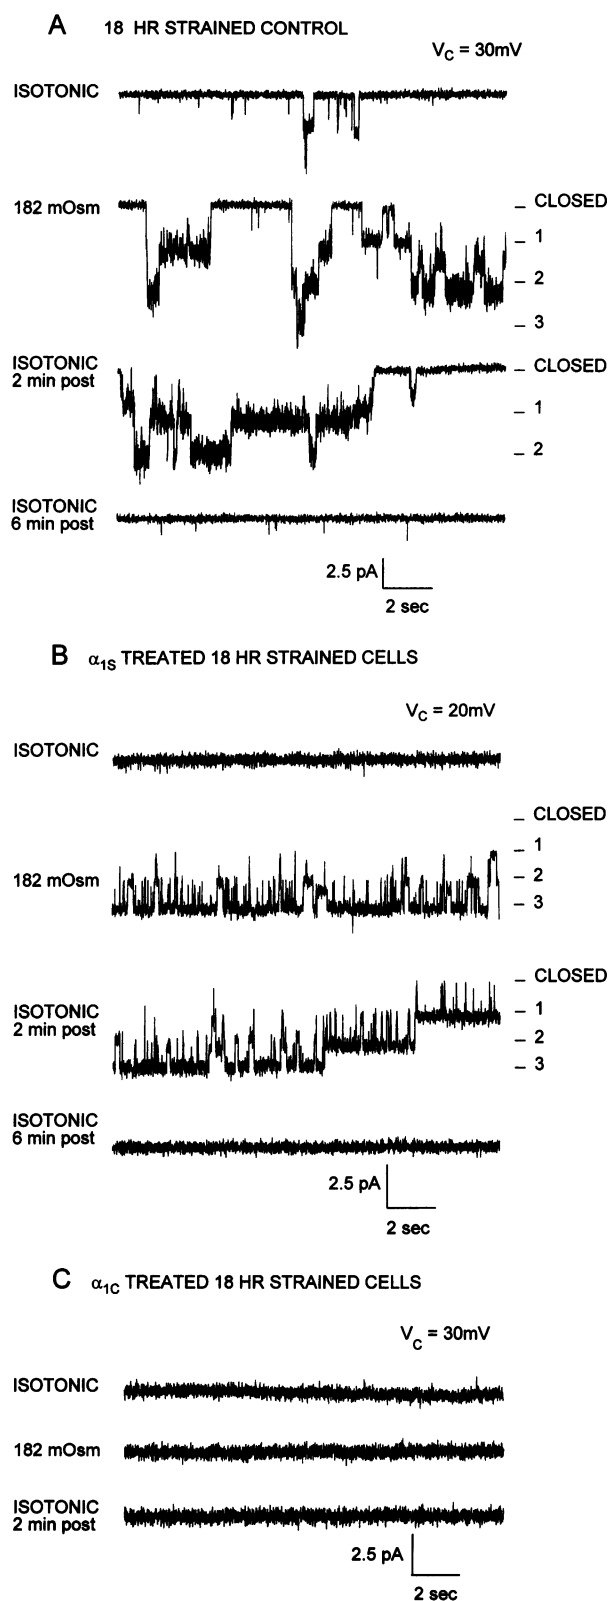 A 18 HR STRAINED CONTROL
VC = 30mV
ISOTONIC
182 mOsm
– CLOSED
– 1
– 2
– 3
ISOTONIC
2 min post
– CLOSED
– 1
– 2
ISOTONIC
6 min post
2.5 pA
2 sec
B α1S TREATED 18 HR STRAINED CELLS
VC = 20mV
ISOTONIC
– CLOSED
– 1
– 2
– 3
182 mOsm
– CLOSED
– 1
– 2
– 3
ISOTONIC
2 min post
ISOTONIC
6 min post
2.5 pA
2 sec
C α1C TREATED 18 HR STRAINED CELLS
VC = 30mV
ISOTONIC
182 mOsm
ISOTONIC
2 min post
2.5 pA
2 sec